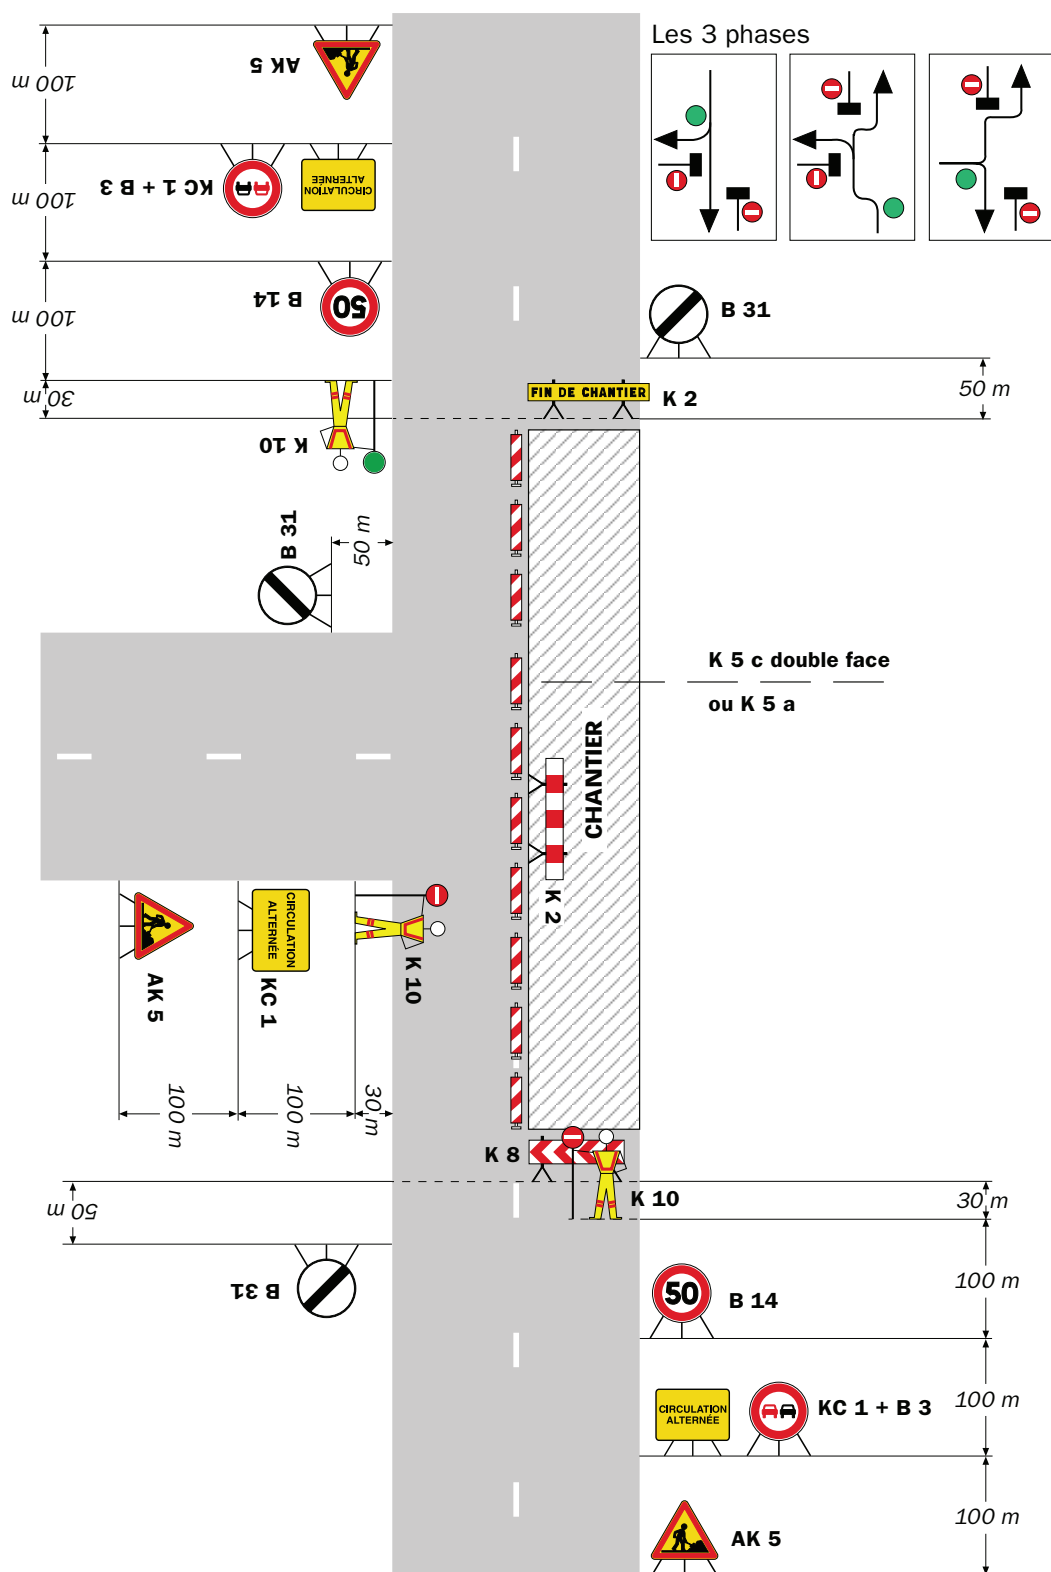 Les 3 phases
100 m
AK 5
100 m
KC 1 + B 3
CIRCULATION
ALTERNÉE
100 m
B 14
50
30 m
K 10
B 31
50 m
FIN DE CHANTIER
K 2
B 31
50 m
K 5 c double face
ou K 5 a
CHANTIER
K 2
AK 5
KC 1
CIRCULATION
ALTERNÉE
K 10
100 m
100 m
30 m
K 8
K 10
30 m
50 m
B 31
100 m
50
B 14
100 m
CIRCULATION
ALTERNÉE
KC 1 + B 3
100 m
AK 5